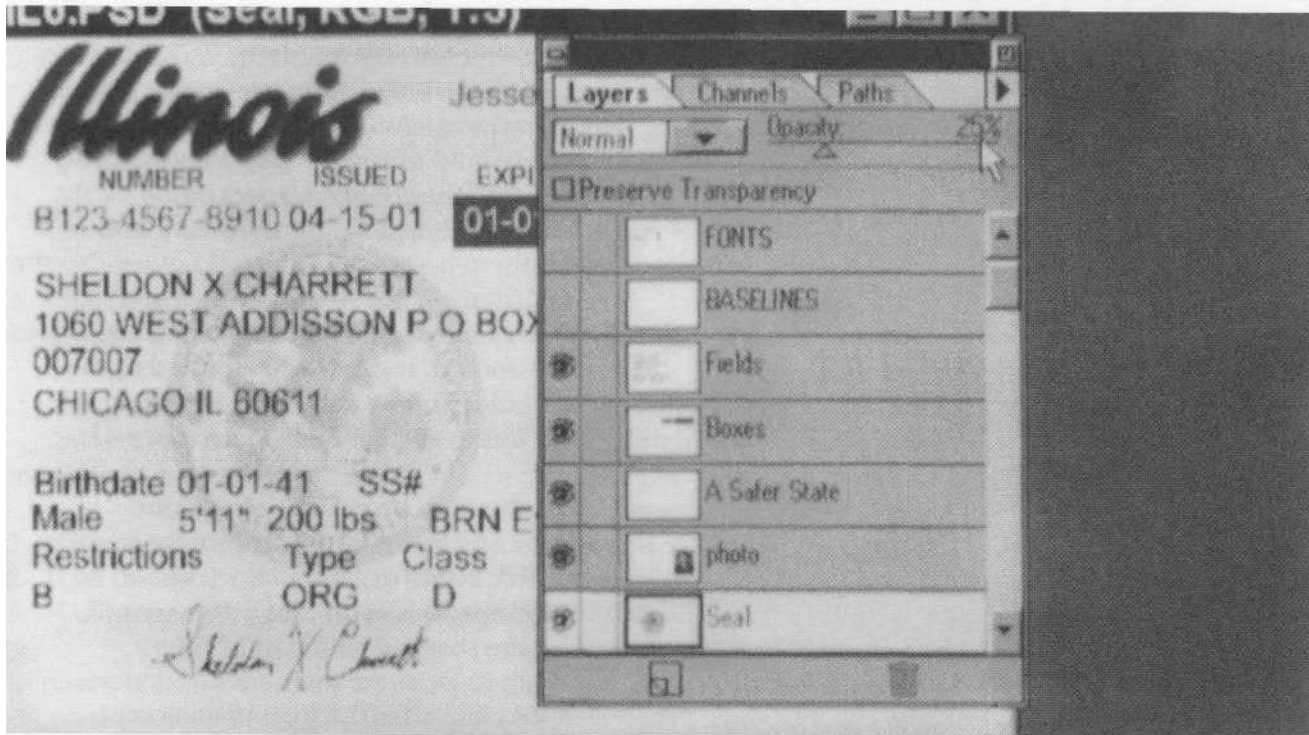 IL6.PSD (Seal, RGB, 1:3)
Illinois
Jesse
NUMBER ISSUED EXPI
B123-4567-8910 04-15-01 01-0
SHELDON X CHARRETT
1060 WEST ADDISSON P O BOX
007007
CHICAGO IL 60611
Birthdate 01-01-41 SS#
Male 5'11" 200 lbs BRN E
Restrictions Type Class
B ORG D
Sheldon X Charrett
Layers Channels Paths
Normal Opacity: 25%
Preserve Transparency
FONTS
BASELINES
Fields
Boxes
A Safer State
photo
Seal